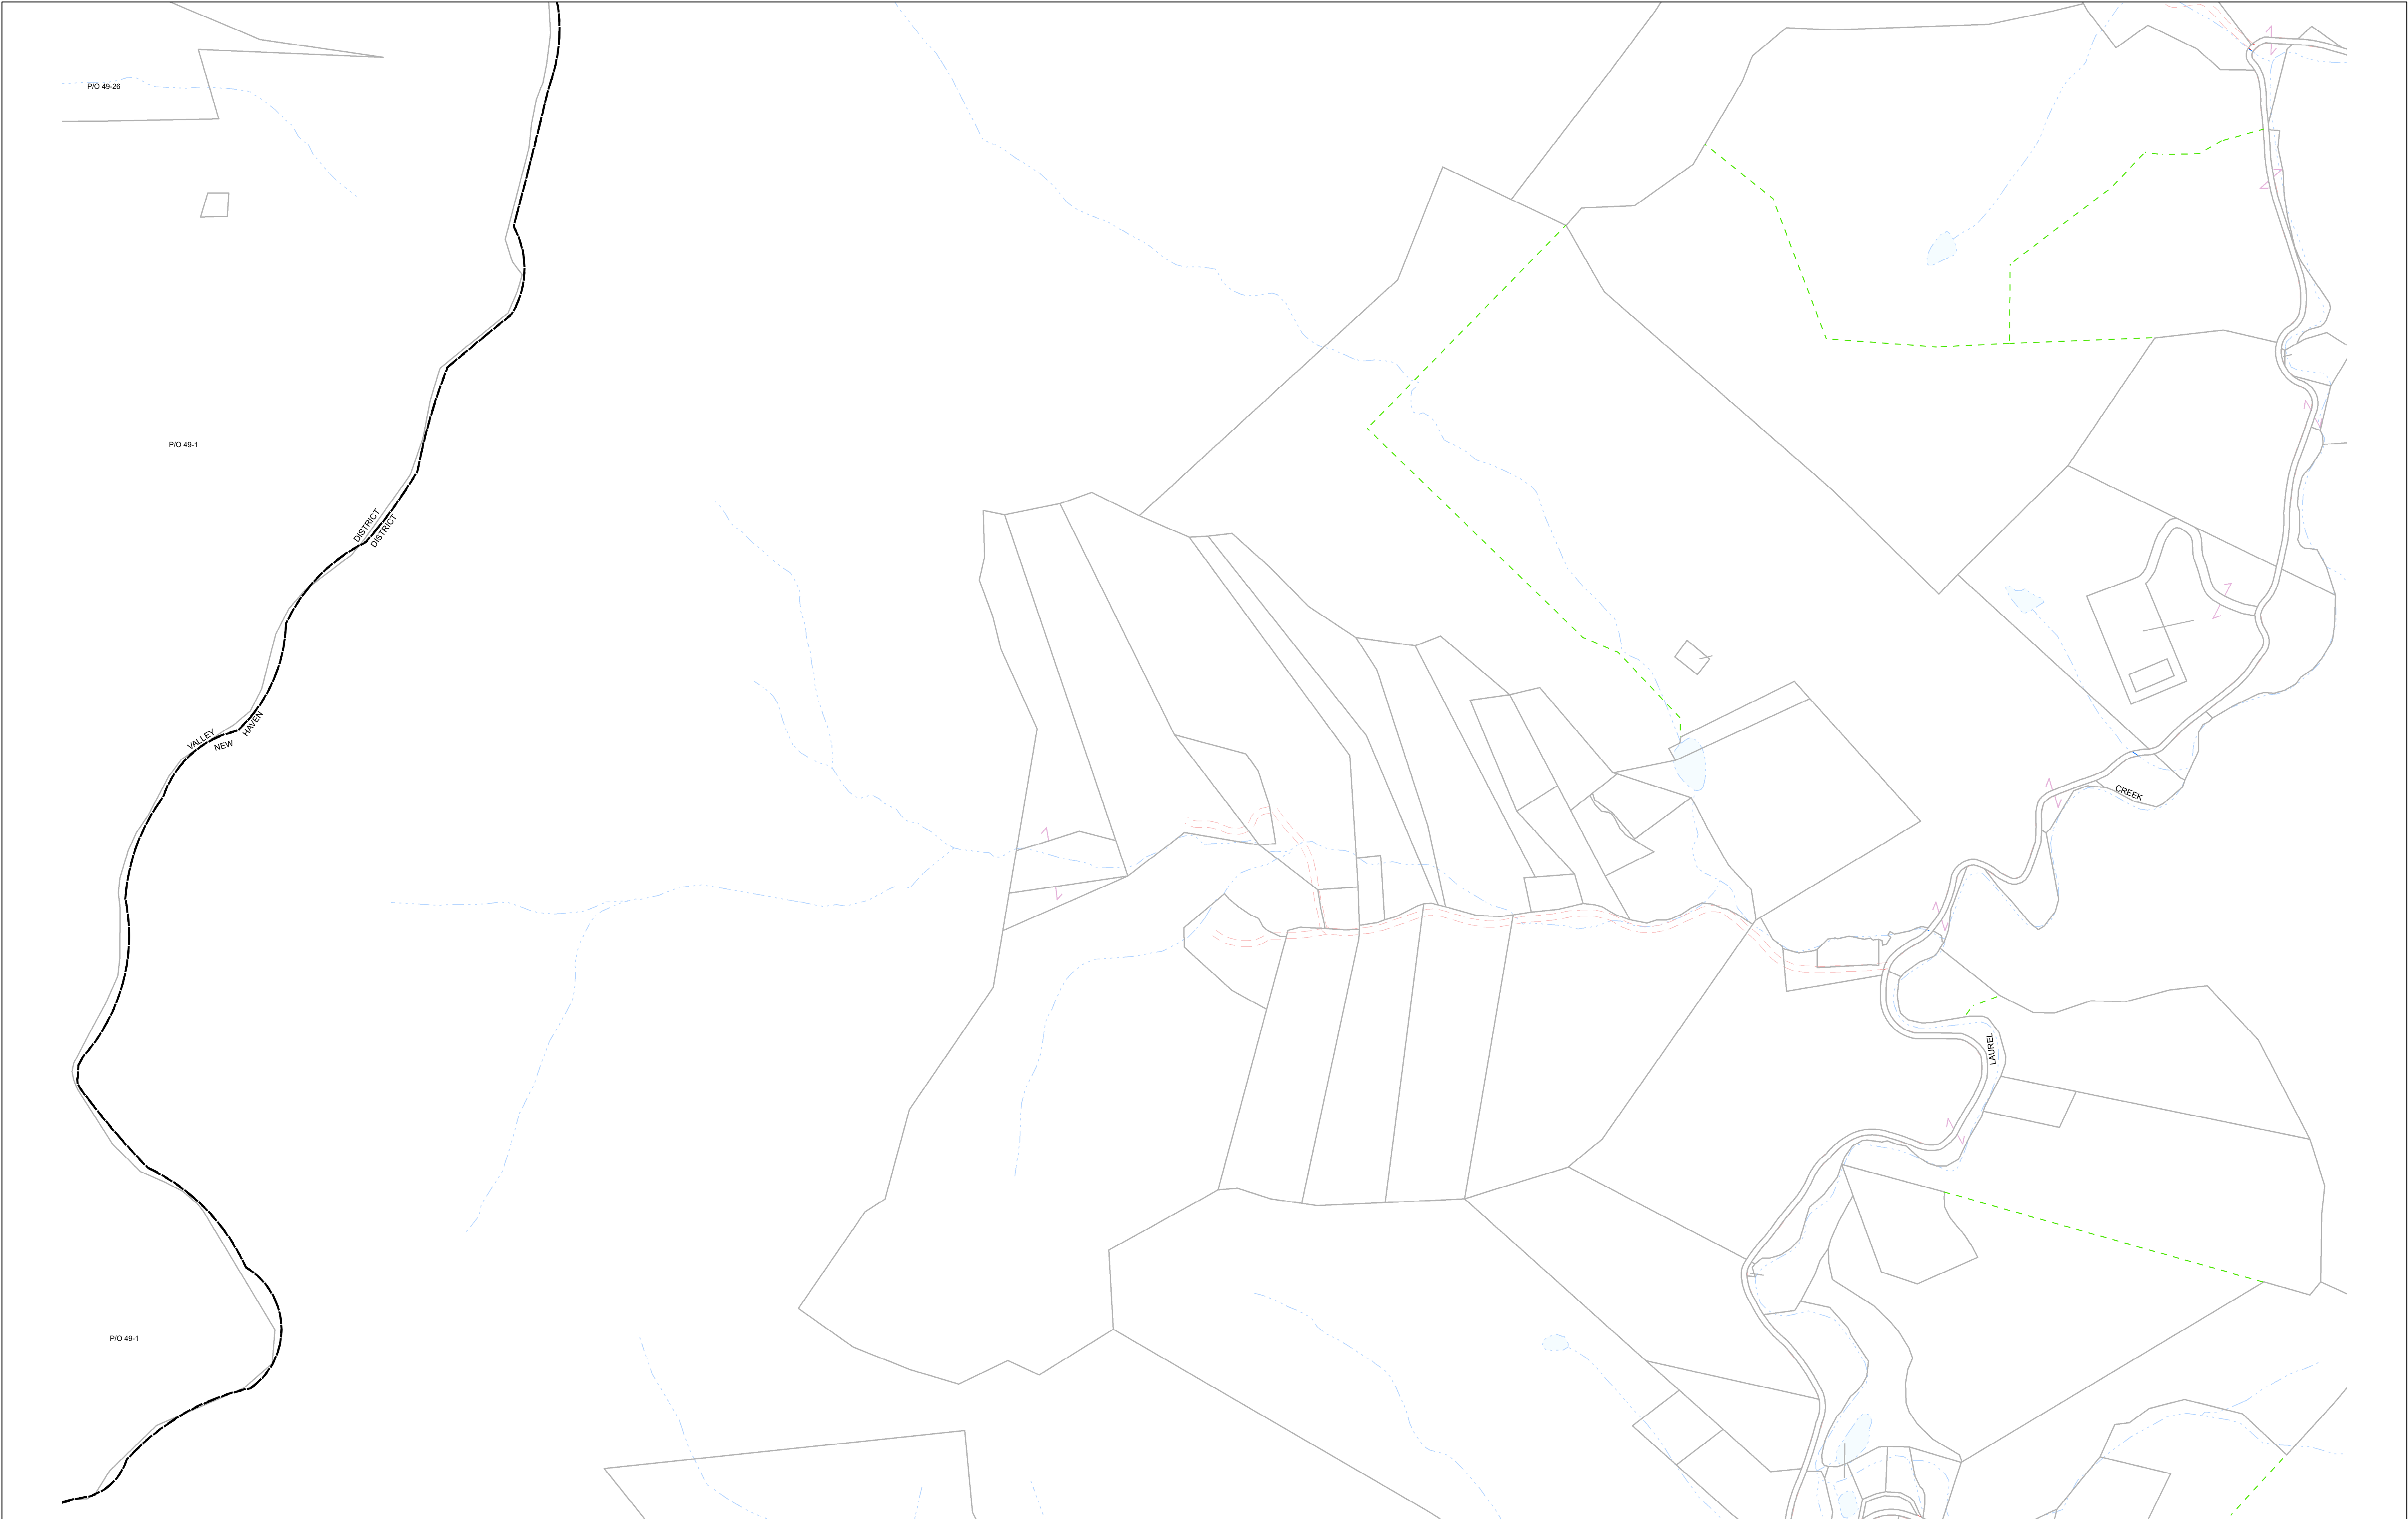 P/O 49-26
P/O 49-1
DISTRICT
DISTRICT
VALLEY
NEW HAVEN
CREEK
LAUREL
P/O 49-1